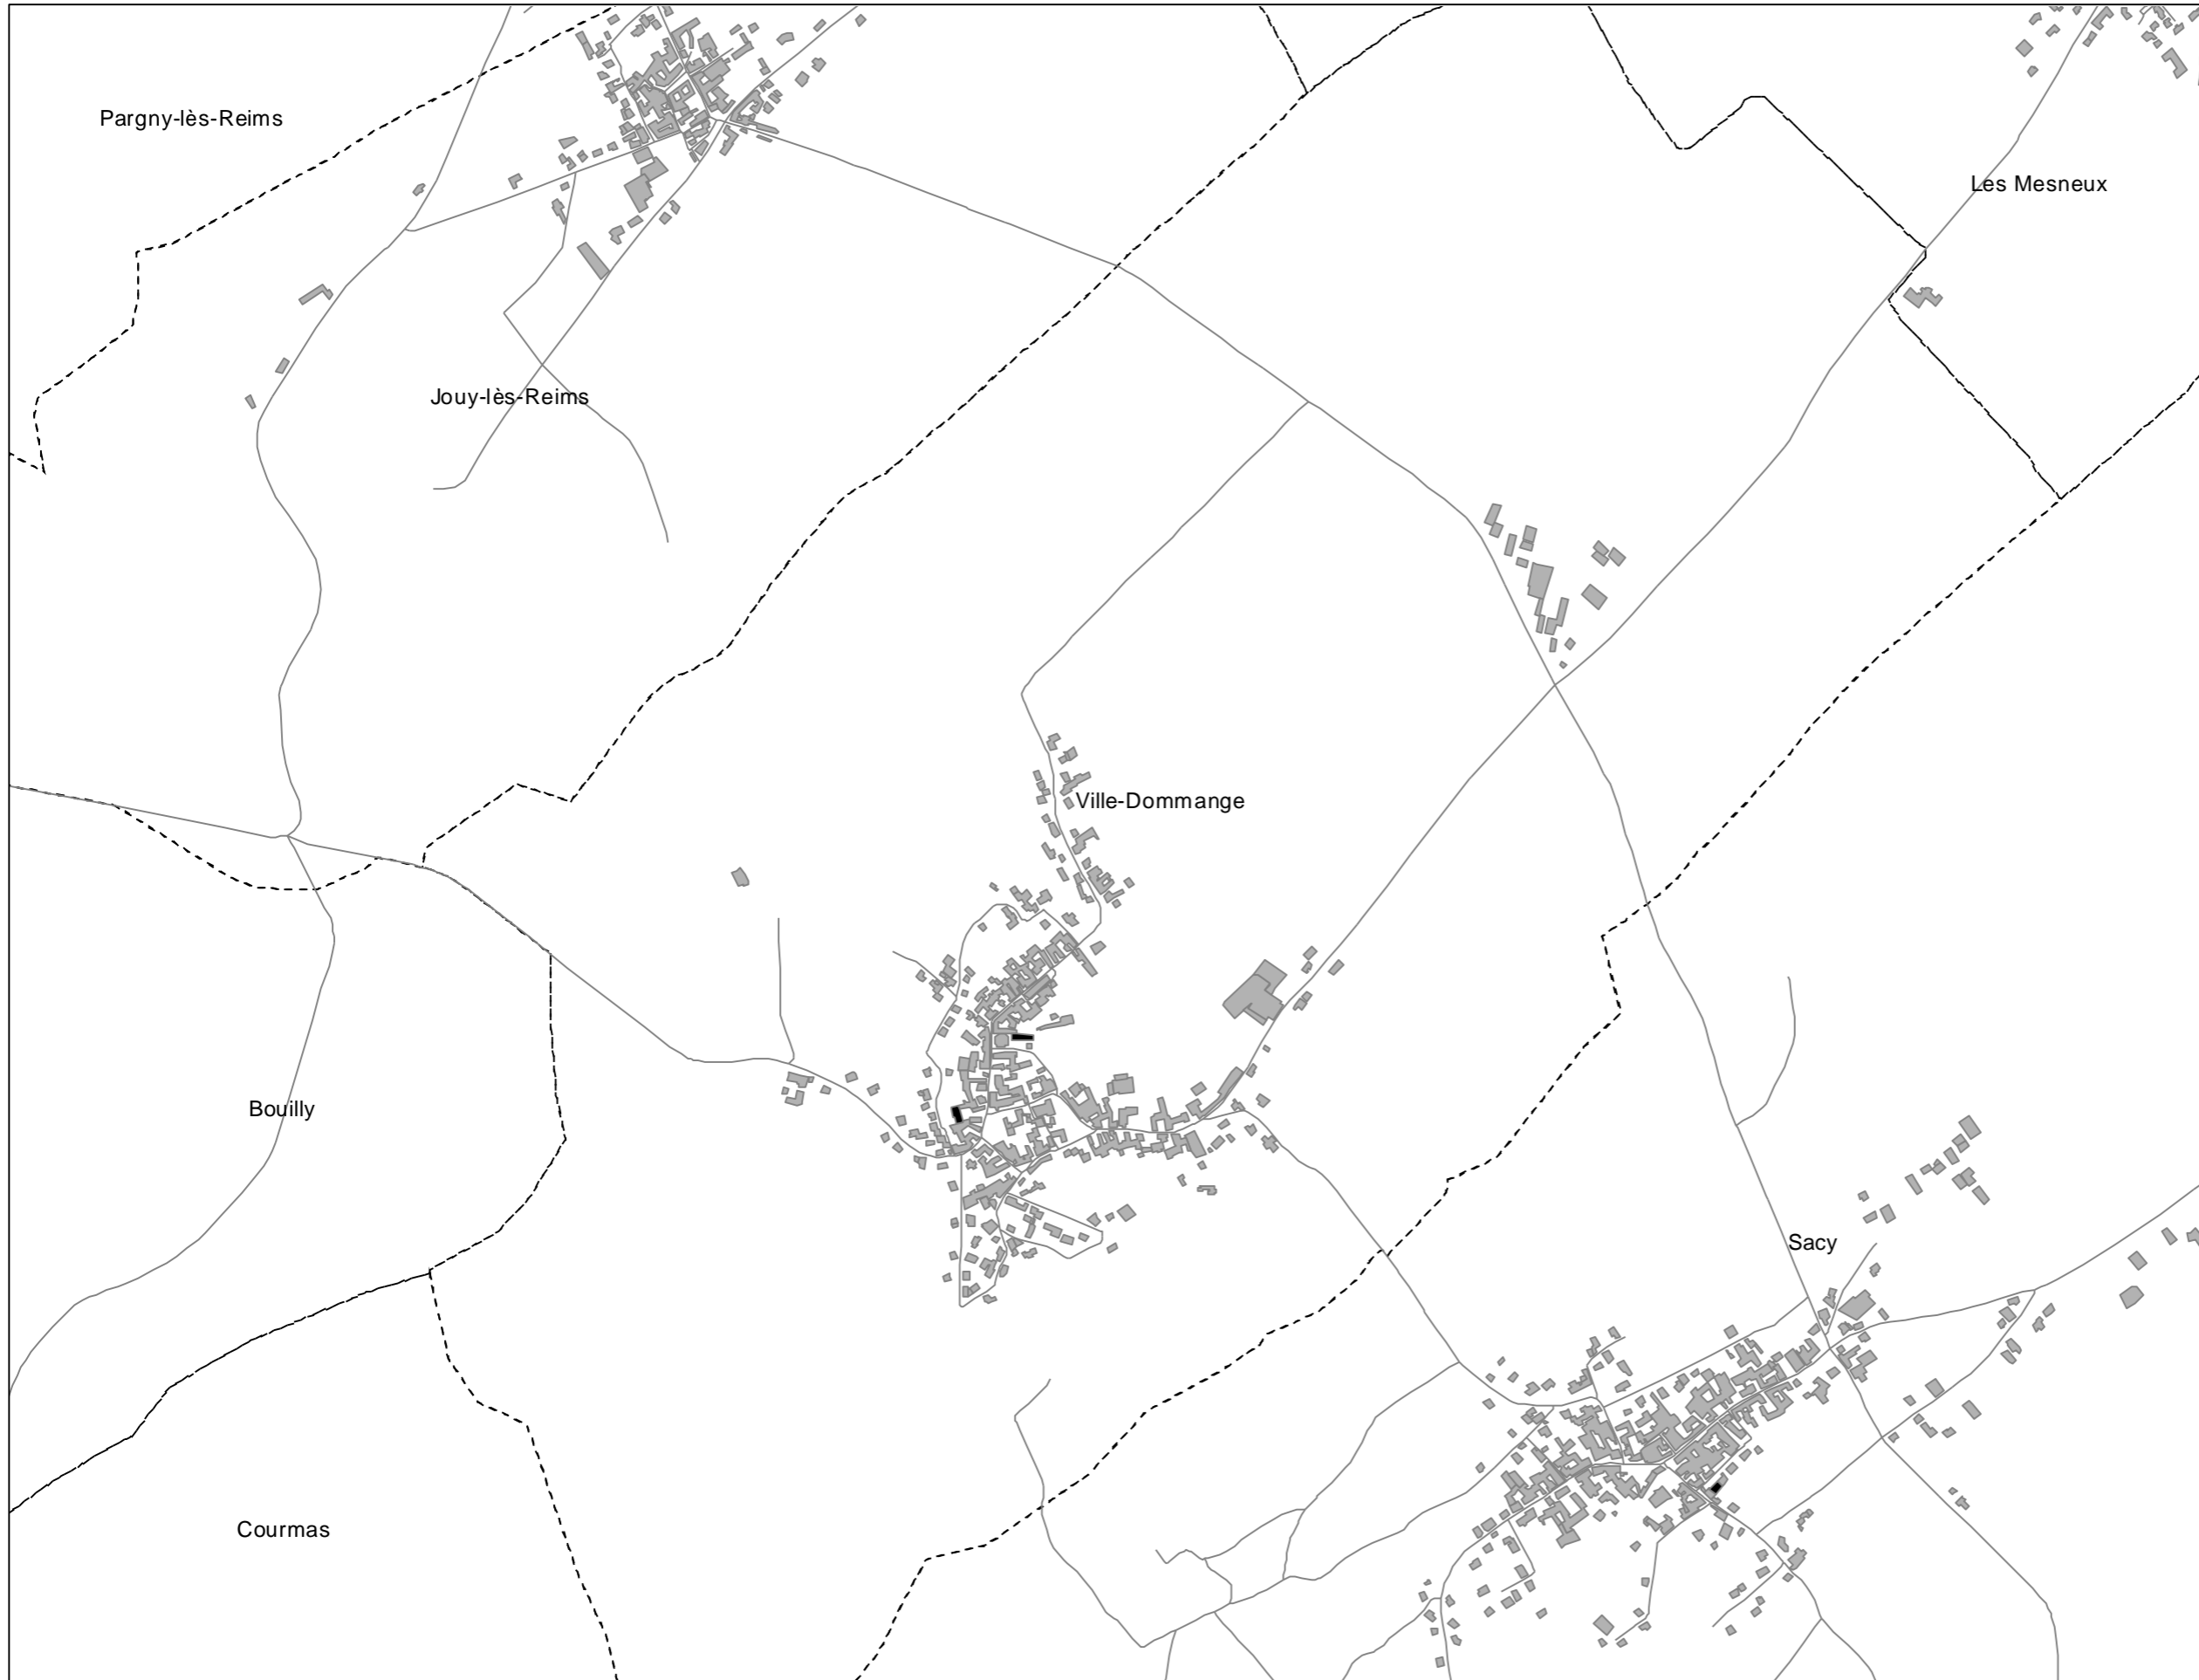 Pargny-lès-Reims
Les Mesneux
Jouy-lès-Reims
Ville-Dommange
Bouilly
Sacy
Courmas